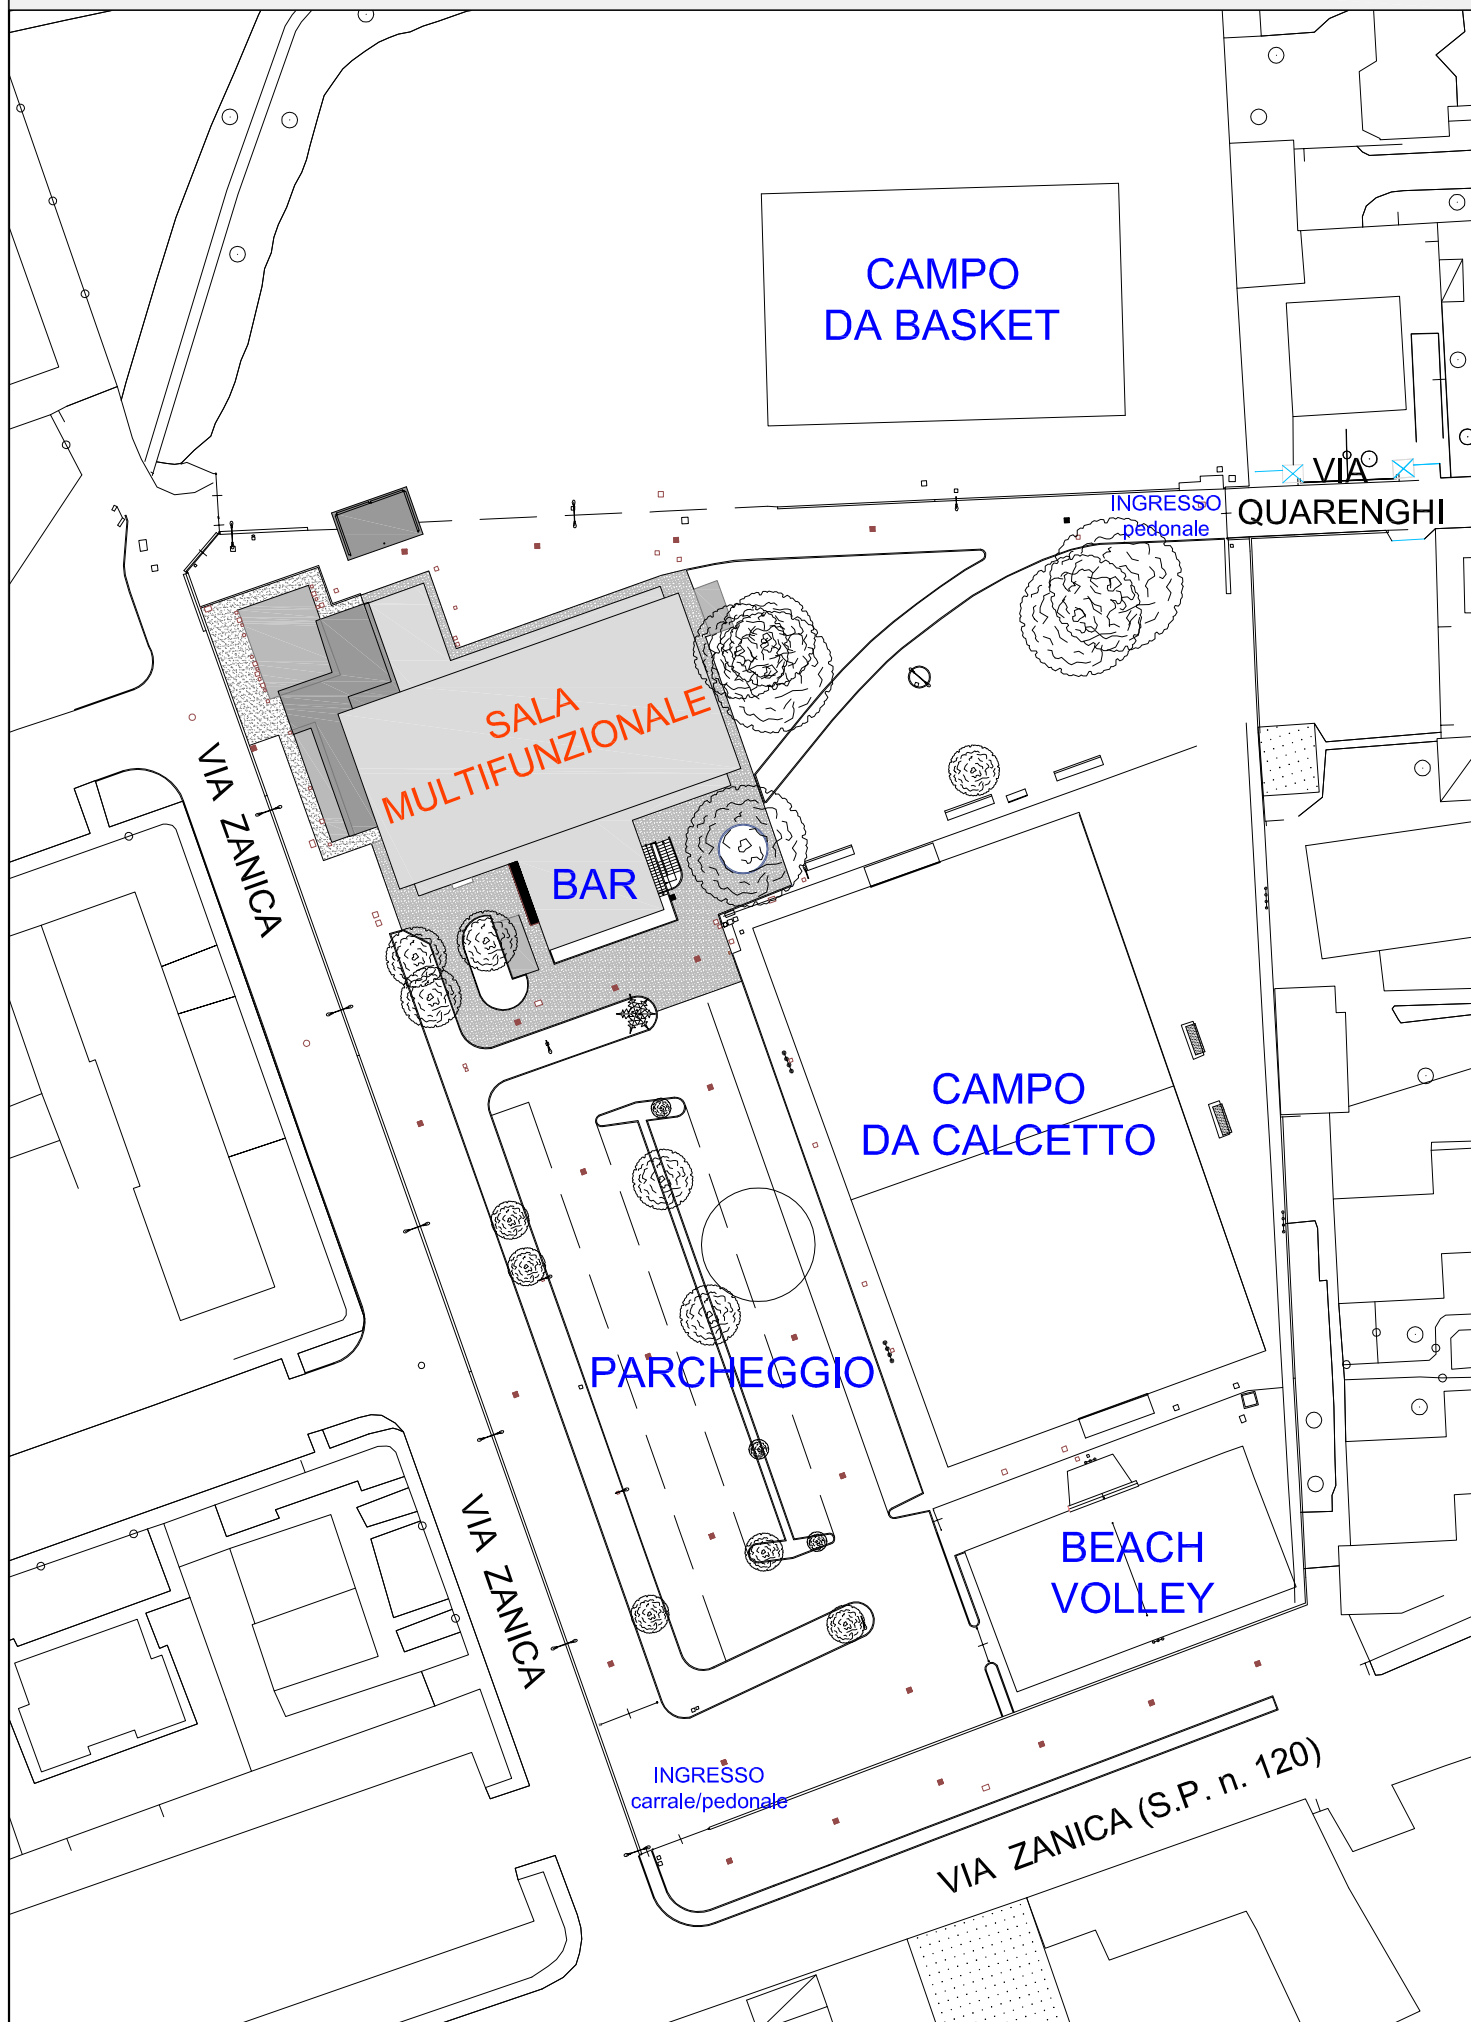 CAMPO
DA BASKET
VIA
QUARENGHI
INGRESSO
pedonale
SALA
MULTIFUNZIONALE
VIA ZANICA
BAR
CAMPO
DA CALCETTO
PARCHEGGIO
VIA ZANICA
BEACH
VOLLEY
INGRESSO
carrale/pedonale
VIA ZANICA (S.P. n. 120)